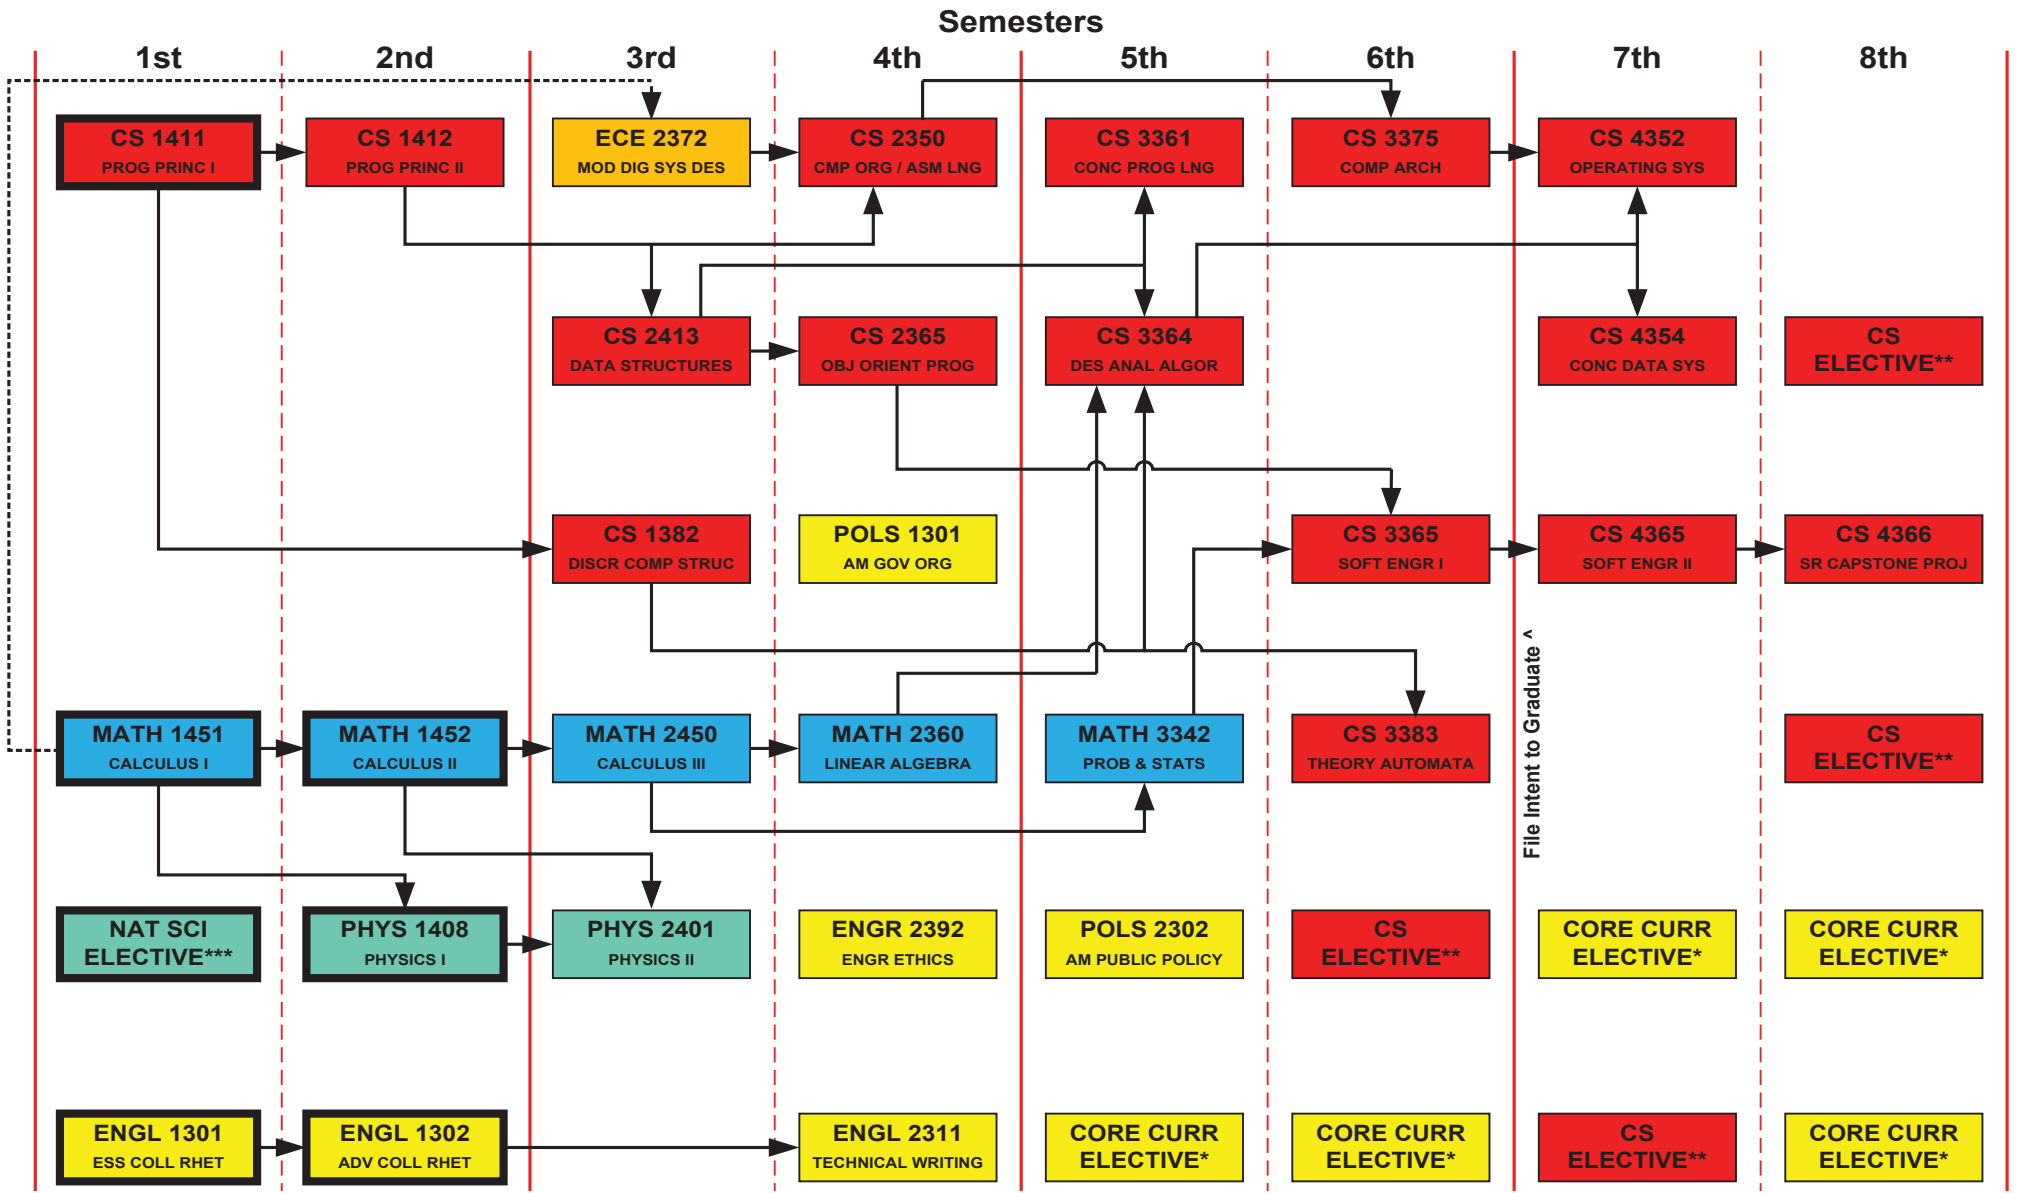 Semesters
1st 2nd 3rd 4th 5th 6th 7th 8th
CS 1411 CS 1412 ECE 2372 CS 2350 CS 3361 CS 3375 CS 4352
PROG PRINC I PROG PRINC II MOD DIG SYS DES CMP ORG / ASM LNG CONC PROG LNG COMP ARCH OPERATING SYS
CS 2413 CS 2365 CS 3364 CS 4354 CS
DATA STRUCTURES OBJ ORIENT PROG DES ANAL ALGOR CONC DATA SYS ELECTIVE**
CS 1382 POLS 1301 CS 3365 CS 4365 CS 4366
DISCR COMP STRUC AM GOV ORG SOFT ENGR I SOFT ENGR II SR CAPSTONE PROJ
File Intent to Graduate ^
MATH 1451 MATH 1452 MATH 2450 MATH 2360 MATH 3342 CS 3383 CS
CALCULUS I CALCULUS II CALCULUS III LINEAR ALGEBRA PROB & STATS THEORY AUTOMATA ELECTIVE**
NAT SCI PHYS 1408 PHYS 2401 ENGR 2392 POLS 2302 CS CORE CURR CORE CURR
ELECTIVE*** PHYSICS I PHYSICS II ENGR ETHICS AM PUBLIC POLICY ELECTIVE** ELECTIVE* ELECTIVE*
ENGL 1301 ENGL 1302 ENGL 2311 CORE CURR CORE CURR CS CORE CURR
ESS COLL RHET ADV COLL RHET TECHNICAL WRITING ELECTIVE* ELECTIVE* ELECTIVE** ELECTIVE*